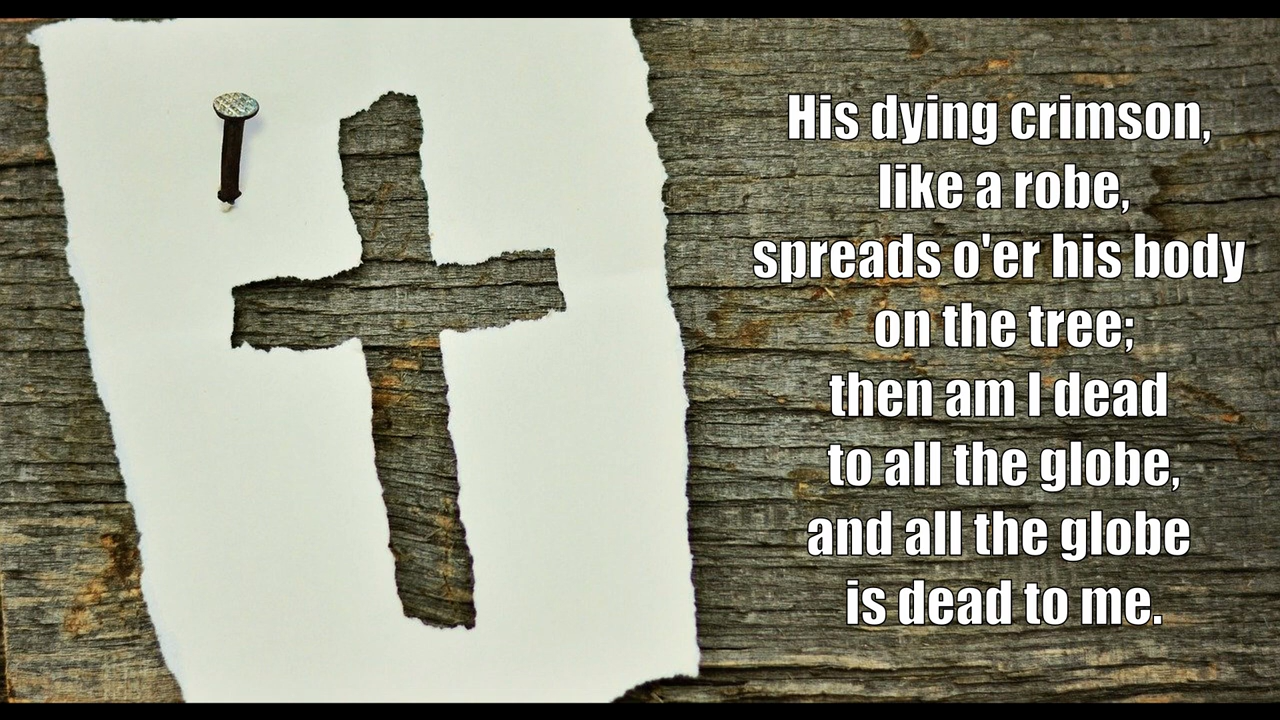 His dying crimson,
like a robe,
spreads o'er his body
on the tree;
then am I dead
to all the globe,
and all the globe
is dead to me.